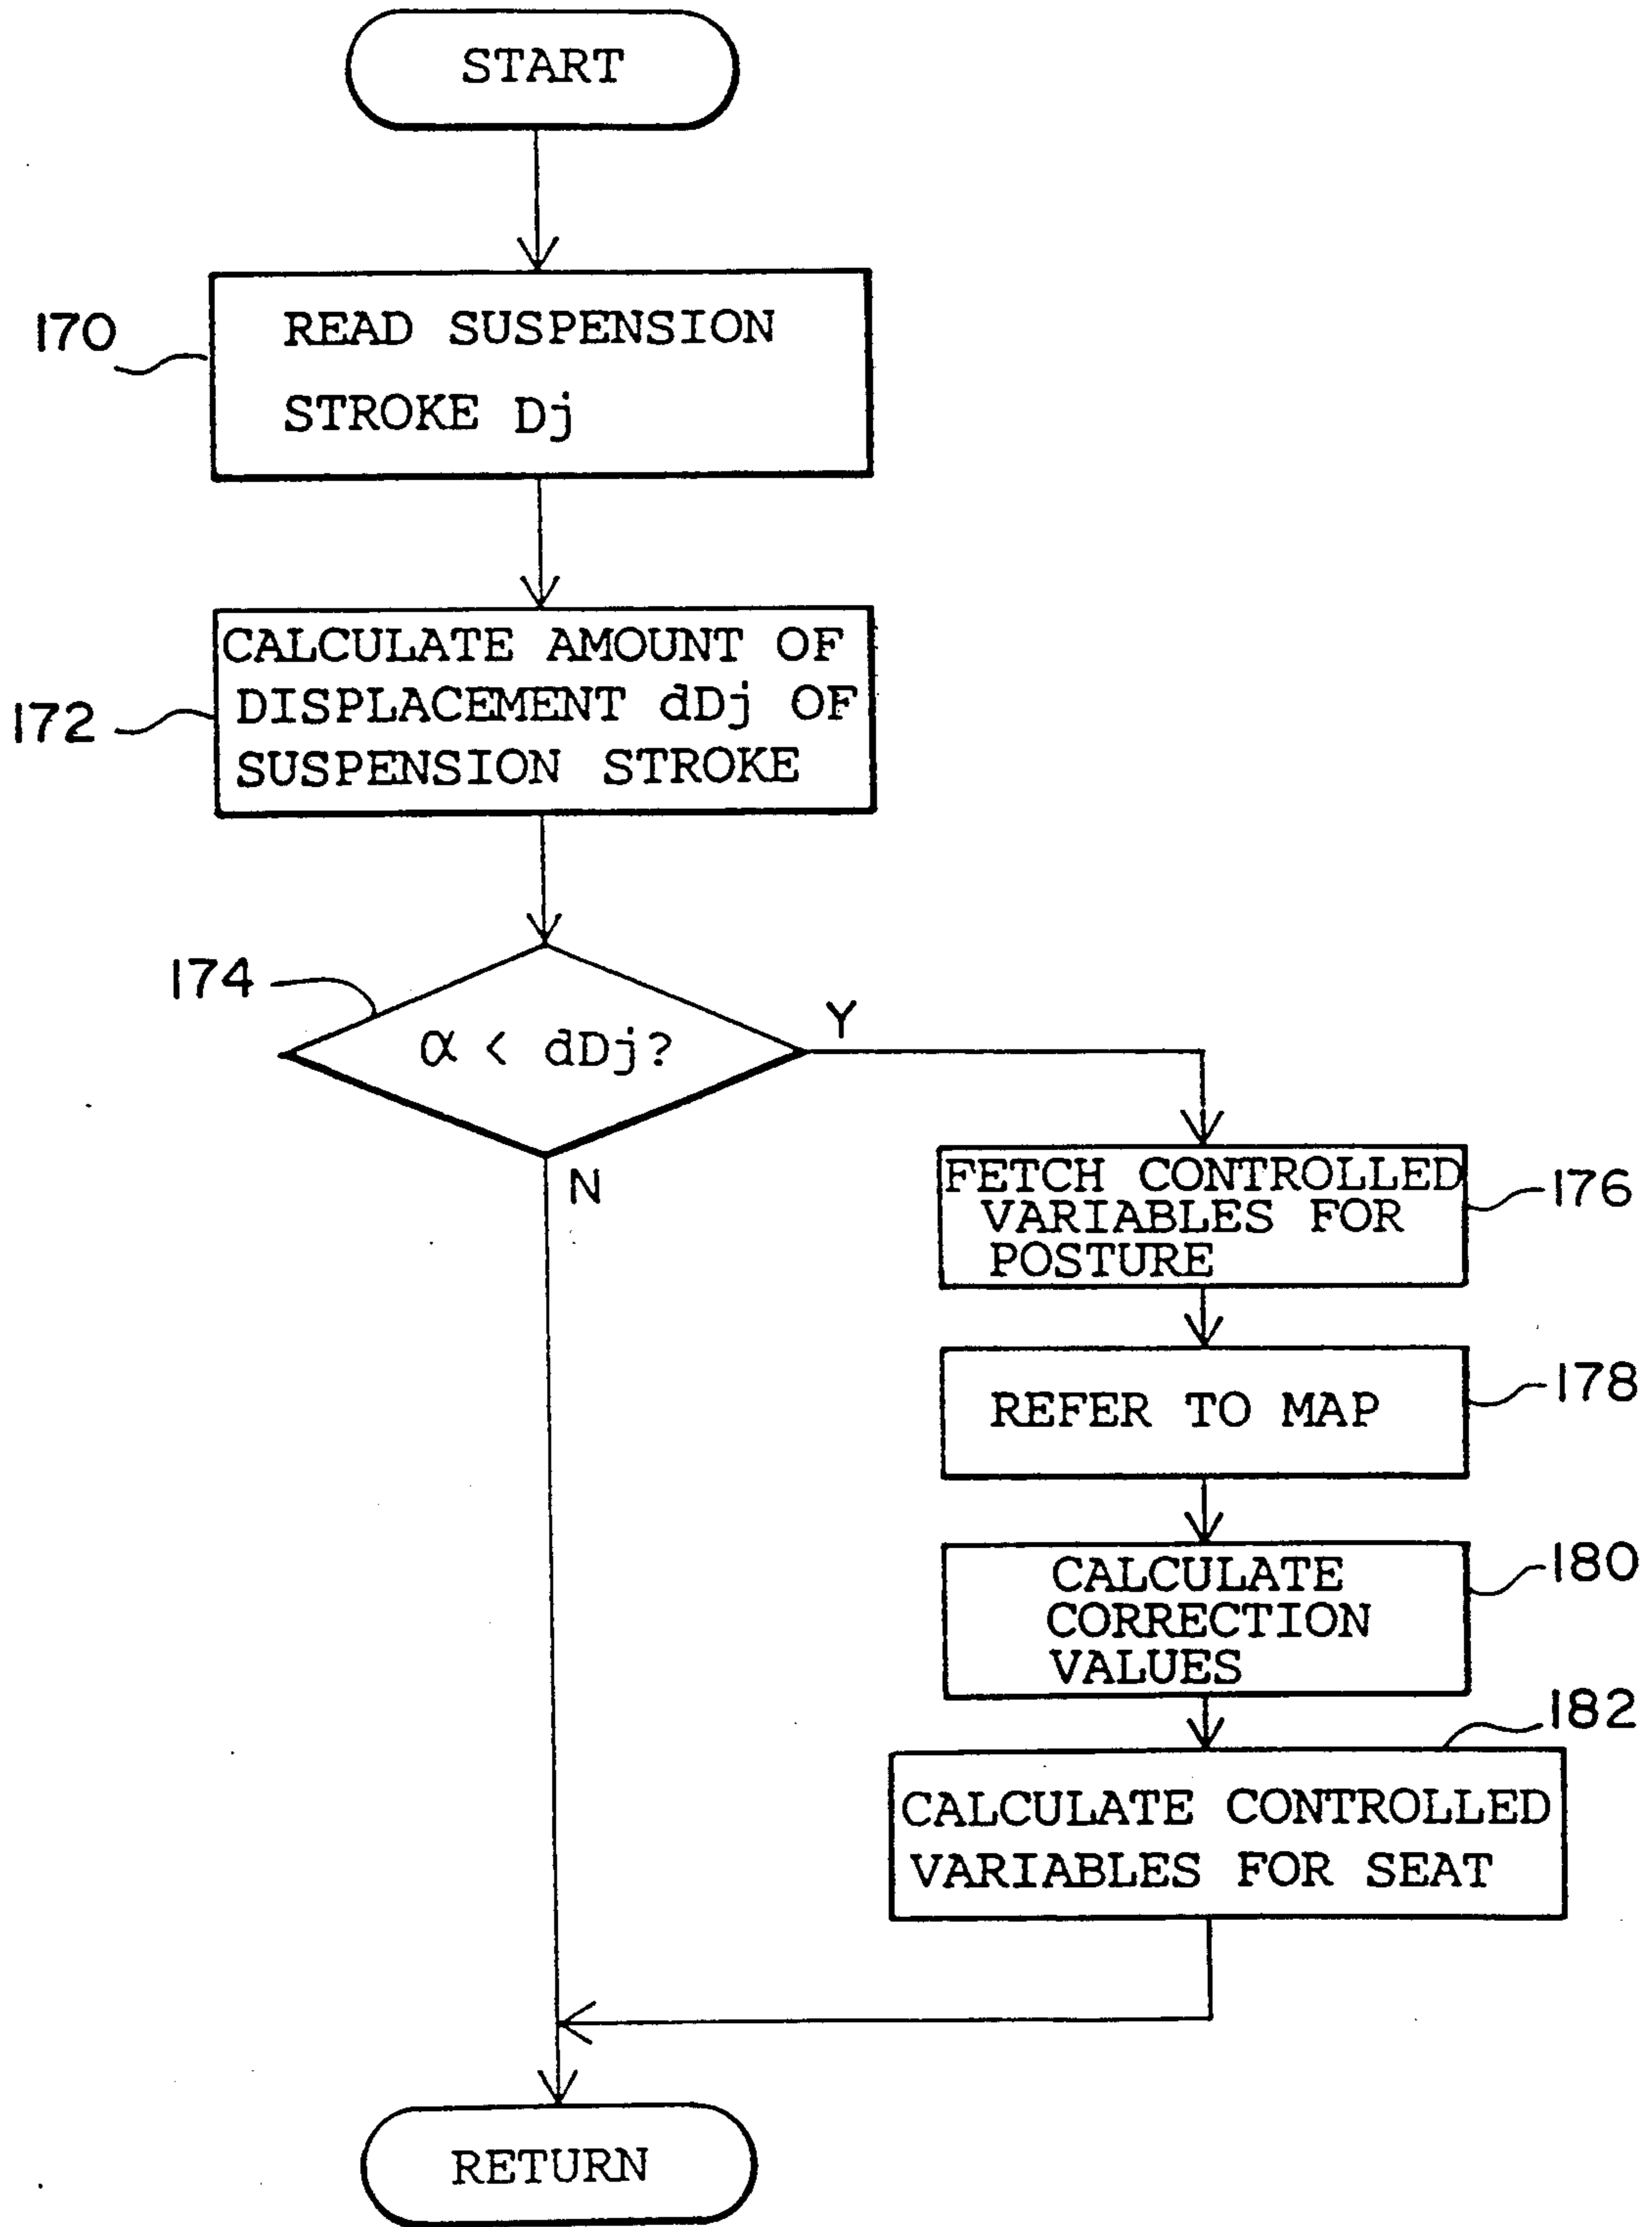 START
170
READ SUSPENSION
STROKE Dj
172
CALCULATE AMOUNT OF
DISPLACEMENT dDj OF
SUSPENSION STROKE
174
α < dDj?
Y
N
FETCH CONTROLLED
VARIABLES FOR
POSTURE
176
REFER TO MAP
178
CALCULATE
CORRECTION
VALUES
180
182
CALCULATE CONTROLLED
VARIABLES FOR SEAT
RETURN